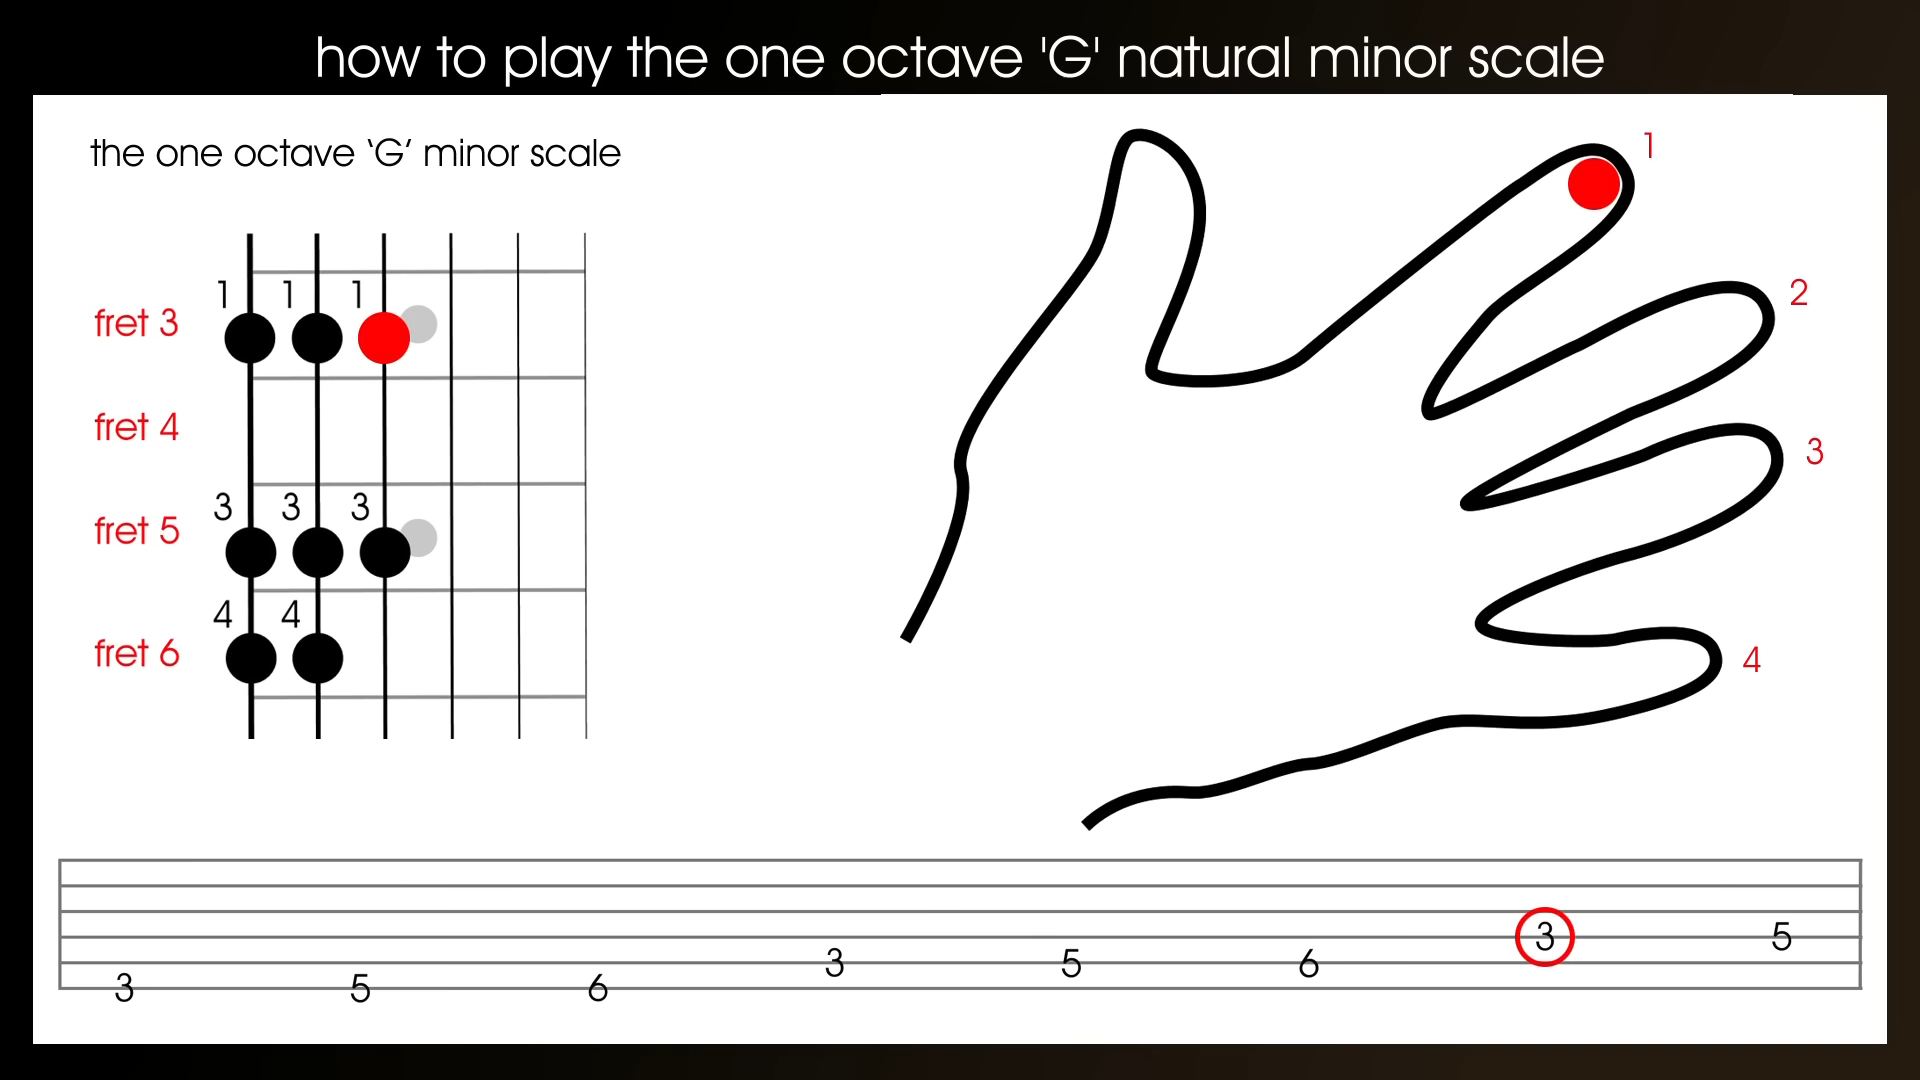 how to play the one octave 'G' natural minor scale
the one octave ‘G’ minor scale
1
1 1 1
fret 3
2
fret 4
3
3 3 3
fret 5
4 4
fret 6
4
3 5 6 3 5 6 3 5